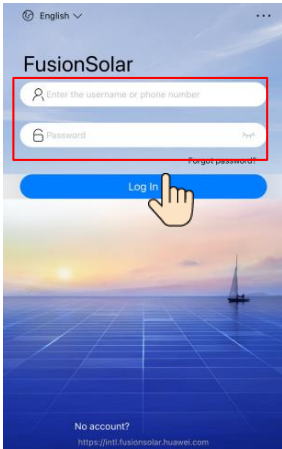 English
...
FusionSolar
Enter the username or phone number
Password
Forgot password?
Log In
No account?
https://intl.fusionsolar.huawei.com